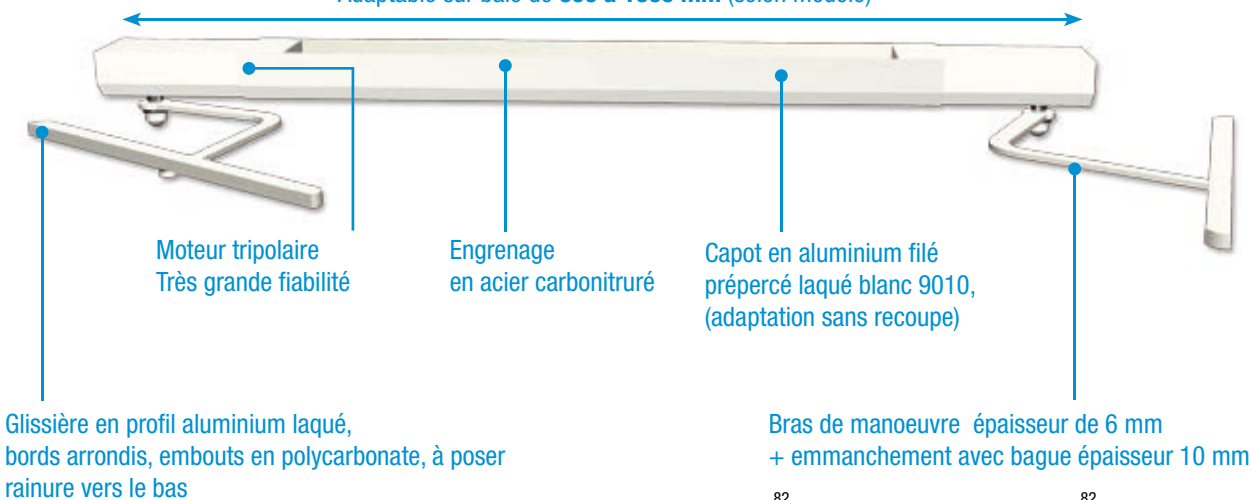 Moteur tripolaire
Très grande fiabilité
Engrenage
en acier carbonitruré
Capot en aluminium filé
prépercé laqué blanc 9010,
(adaptation sans recoupe)
Glissière en profil aluminium laqué,
bords arrondis, embouts en polycarbonate, à poser
rainure vers le bas
Bras de manoeuvre épaisseur de 6 mm
+ emmanchement avec bague épaisseur 10 mm
82 82